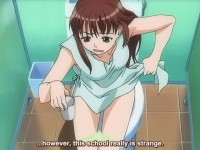 ...however, this school really is strange.